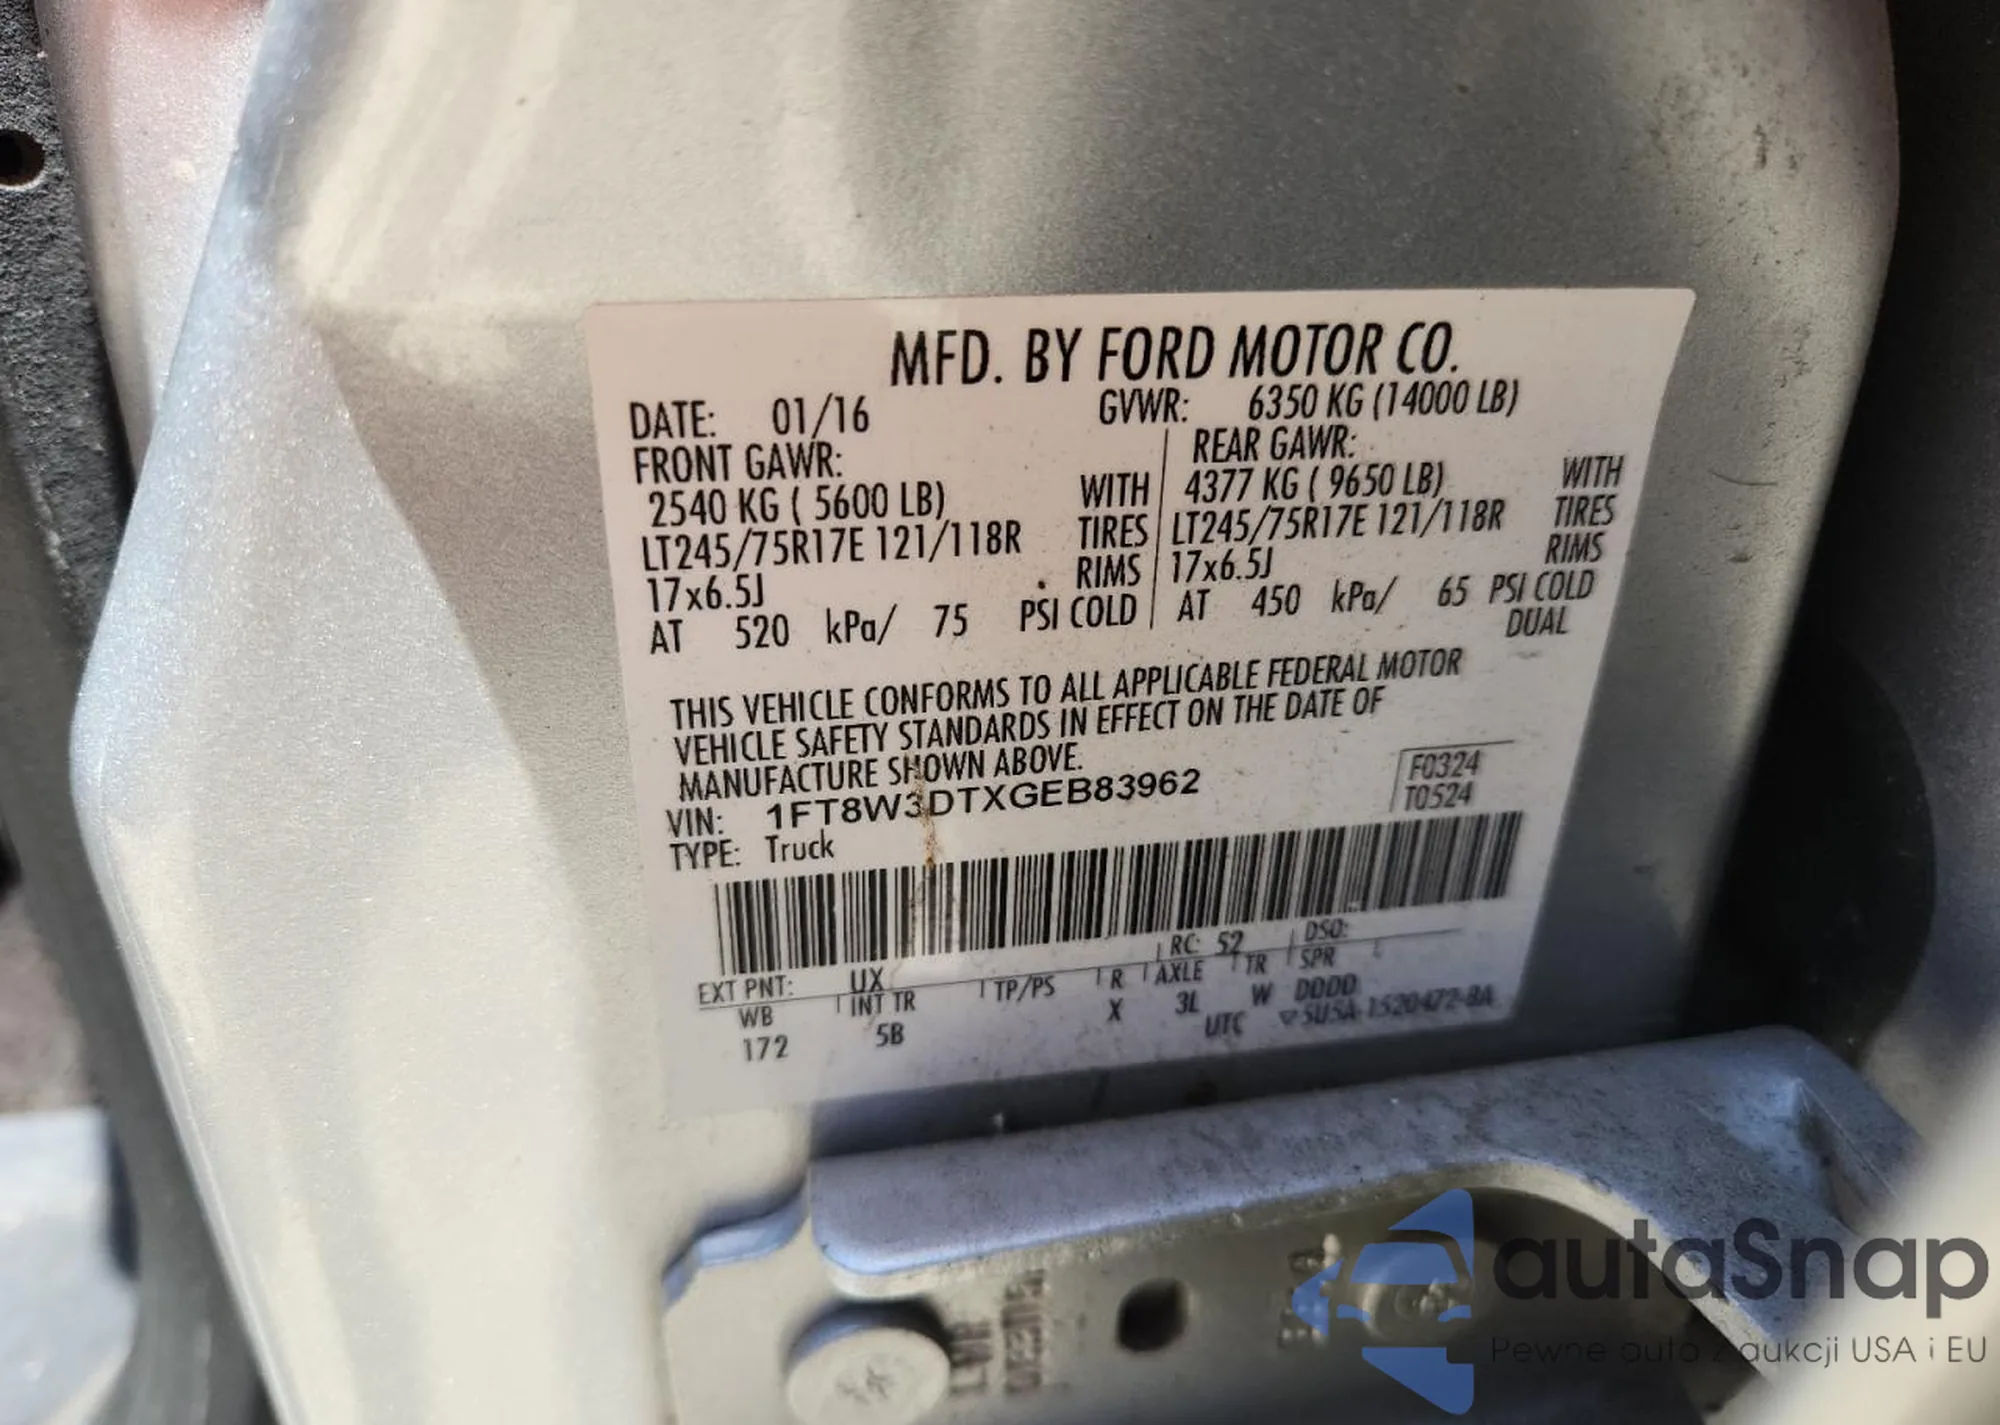 MFD. BY FORD MOTOR CO.
DATE: 01/16 GVWR: 6350 KG (14000 LB)
FRONT GAWR: REAR GAWR:
2540 KG ( 5600 LB) WITH 4377 KG ( 9650 LB) WITH
LT245/75R17E 121/118R TIRES LT245/75R17E 121/118R TIRES
17x6.5J RIMS 17x6.5J RIMS
AT 520 kPa/ 75 PSI COLD AT 450 kPa/ 65 PSI COLD
DUAL
THIS VEHICLE CONFORMS TO ALL APPLICABLE FEDERAL MOTOR
VEHICLE SAFETY STANDARDS IN EFFECT ON THE DATE OF
MANUFACTURE SHOWN ABOVE.
F0324
VIN: 1FT8W3DTXGEB83962
T0524
TYPE: Truck
EXT PNT: UX RC: 52 DSO:
WB INT TR TP/PS R AXLE TR SPR
172 5B X 3L W DDDD
UTC
autaSnap
Pewne auta z aukcji USA i EU